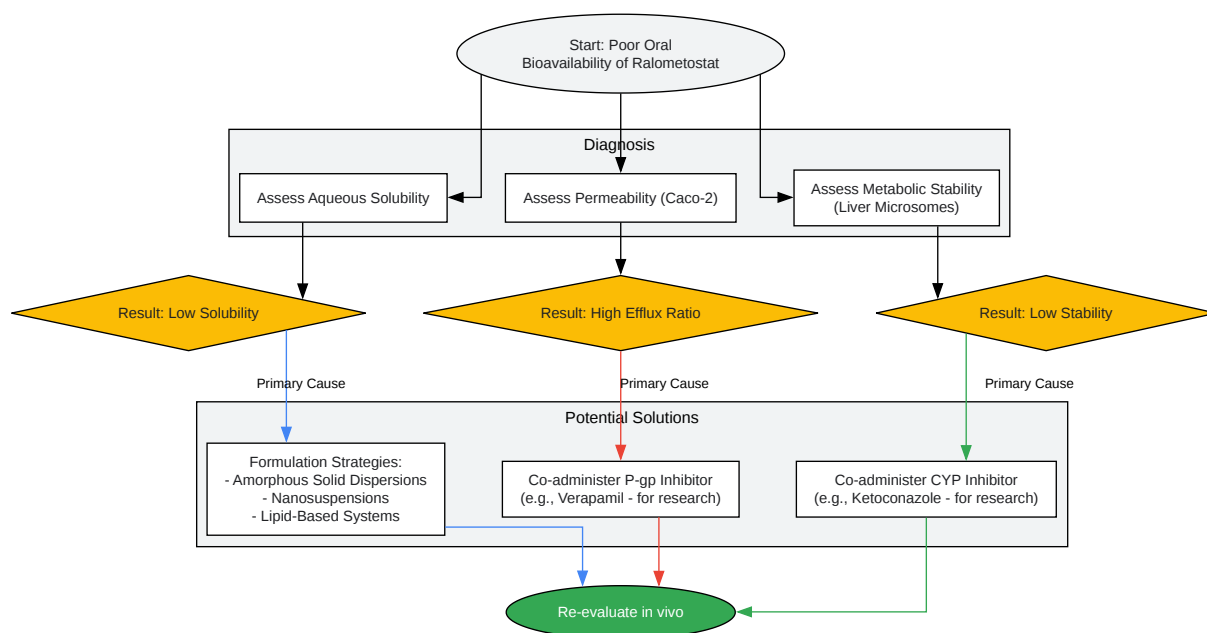 Start: Poor Oral
Bioavailability of Ralometostat
Diagnosis
Assess Aqueous Solubility
Assess Permeability (Caco-2)
Assess Metabolic Stability
(Liver Microsomes)
Result: Low Solubility
Result: High Efflux Ratio
Result: Low Stability
Primary Cause
Primary Cause
Primary Cause
Potential Solutions
Formulation Strategies:
- Amorphous Solid Dispersions
- Nanosuspensions
- Lipid-Based Systems
Co-administer P-gp Inhibitor
(e.g., Verapamil - for research)
Co-administer CYP Inhibitor
(e.g., Ketoconazole - for research)
Re-evaluate in vivo